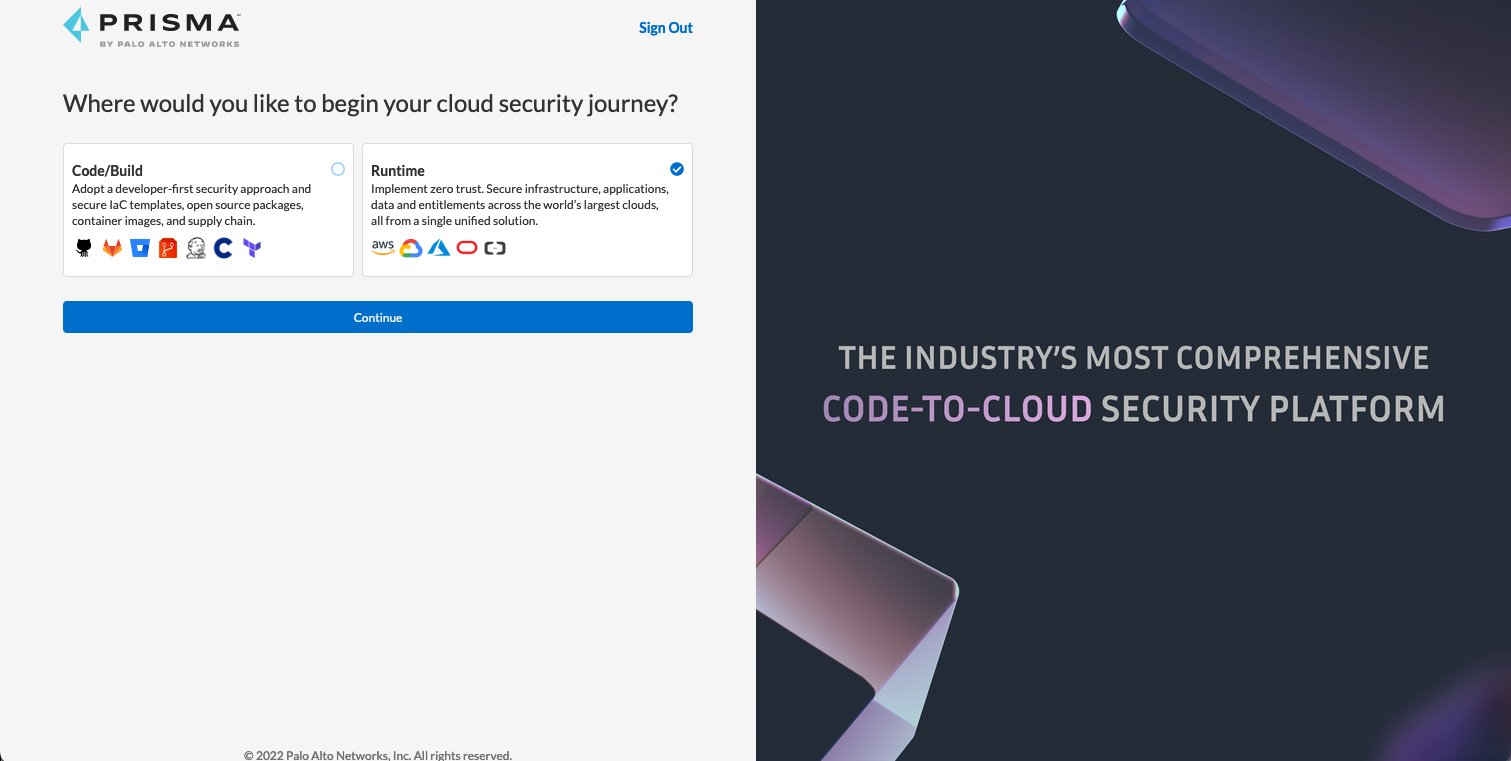 PRISMA™
BY PALO ALTO NETWORKS
Sign Out
Where would you like to begin your cloud security journey?
Code/Build
Adopt a developer-first security approach and
secure IaC templates, open source packages,
container images, and supply chain.
Runtime
Implement zero trust. Secure infrastructure, applications,
data and entitlements across the world's largest clouds,
all from a single unified solution.
aws
Continue
© 2022 Palo Alto Networks, Inc. All rights reserved.
THE INDUSTRY'S MOST COMPREHENSIVE
CODE-TO-CLOUD SECURITY PLATFORM